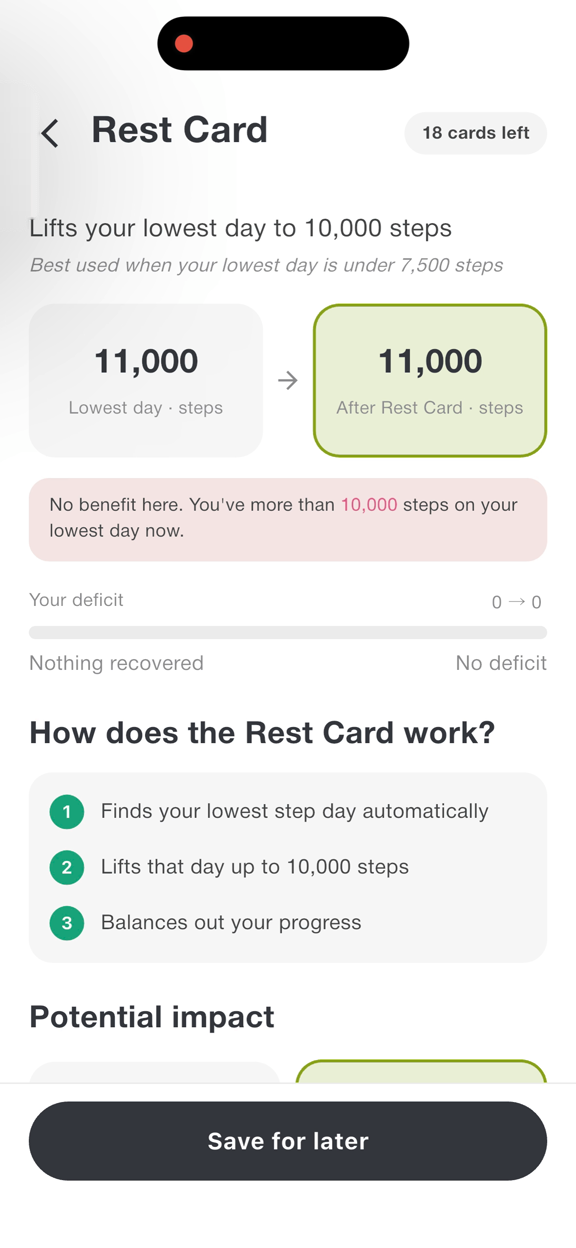 Rest Card
18 cards left
Lifts your lowest day to 10,000 steps
Best used when your lowest day is under 7,500 steps
11,000
Lowest day · steps
→
11,000
After Rest Card · steps
No benefit here. You've more than 10,000 steps on your
lowest day now.
Your deficit
0 → 0
Nothing recovered
No deficit
How does the Rest Card work?
1 Finds your lowest step day automatically
2 Lifts that day up to 10,000 steps
3 Balances out your progress
Potential impact
Save for later